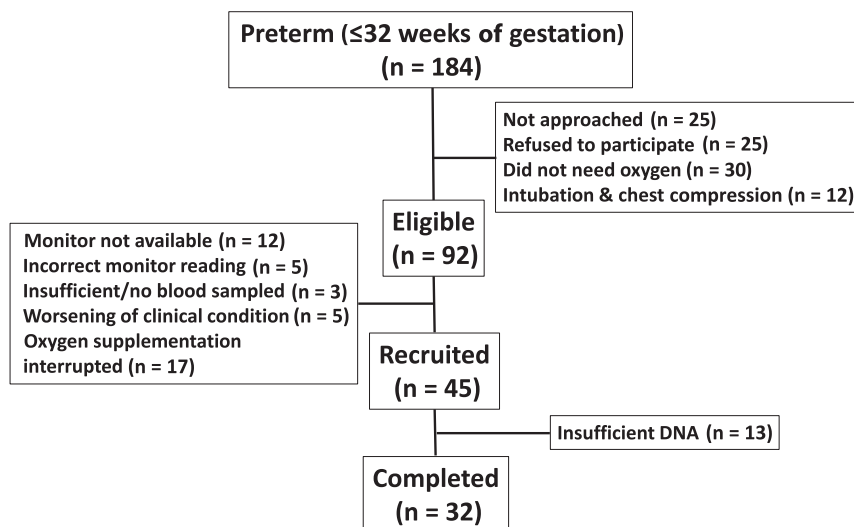 Preterm (≤32 weeks of gestation)
(n = 184)
Not approached (n = 25)
Refused to participate (n = 25)
Did not need oxygen (n = 30)
Intubation & chest compression (n = 12)
Eligible
(n = 92)
Monitor not available (n = 12)
Incorrect monitor reading (n = 5)
Insufficient/no blood sampled (n = 3)
Worsening of clinical condition (n = 5)
Oxygen supplementation
interrupted (n = 17)
Recruited
(n = 45)
Insufficient DNA (n = 13)
Completed
(n = 32)